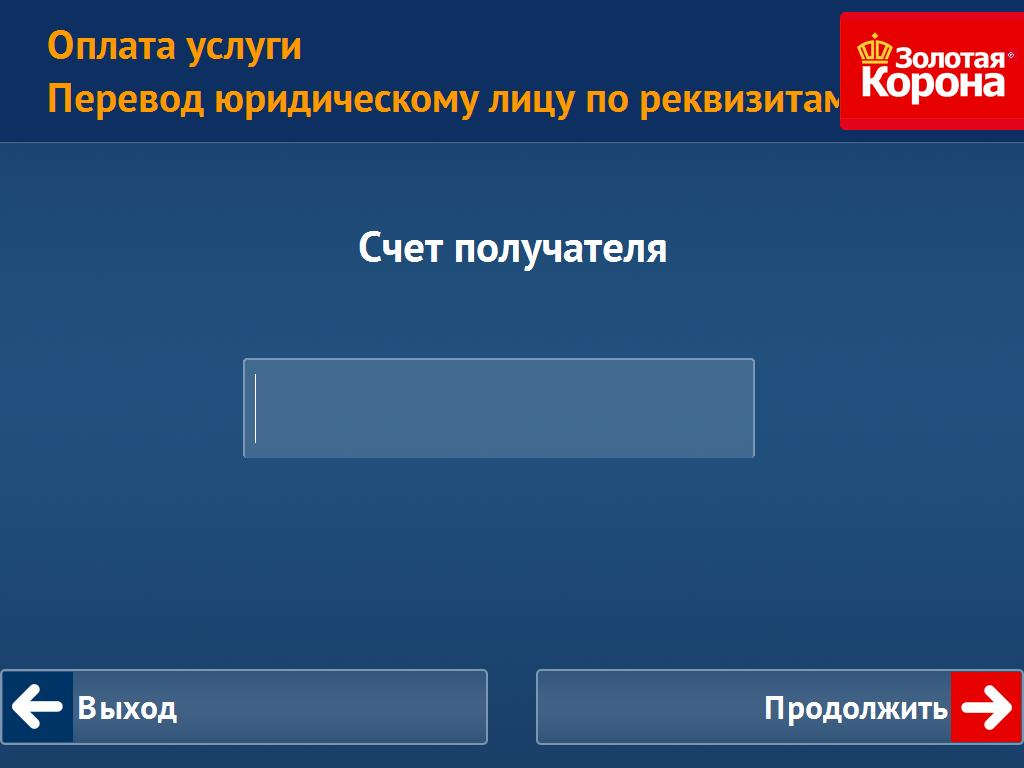 Оплата услуги
Перевод юридическому лицу по реквизитам
Золотая
Корона
Счет получателя
Выход
Продолжить